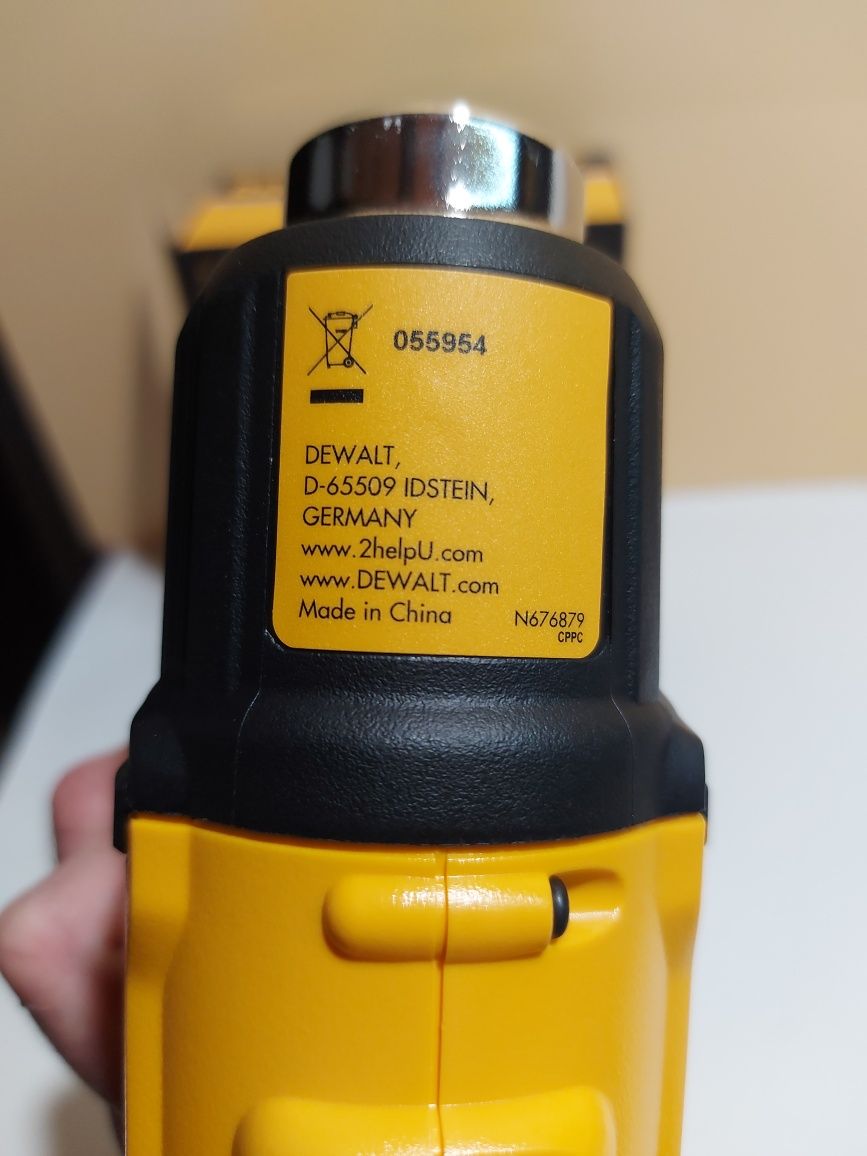 055954
DEWALT,
D-65509 IDSTEIN,
GERMANY
www.2helpU.com
www.DEWALT.com
Made in China
N676879
CPPC